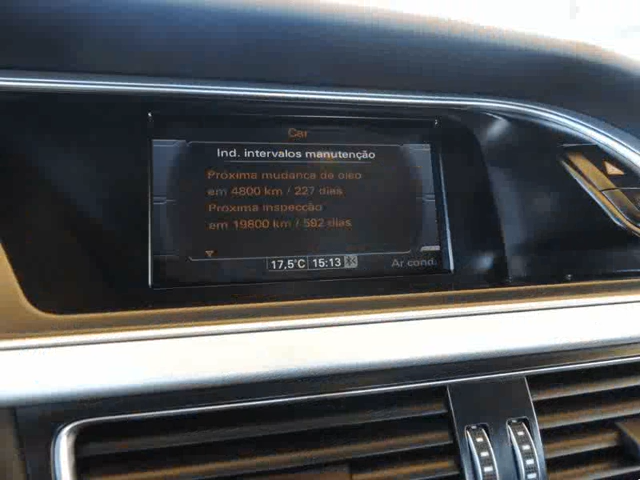 Car
Ind. intervalos manutenção
Próxima mudança de óleo
em 4800 km / 227 dias
Próxima inspecção
em 19800 km / 592 dias
17,5°C 15:13
Ar cond.